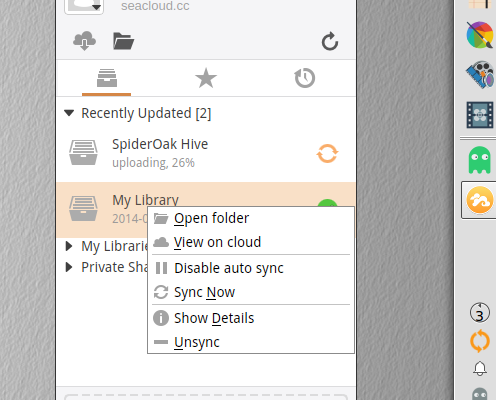 seacloud.cc
Recently Updated [2]
SpiderOak Hive
uploading, 26%
My Library
2014-0
Open folder
View on cloud
My Librarie
Private Sha
Disable auto sync
Sync Now
Show Details
Unsync
3